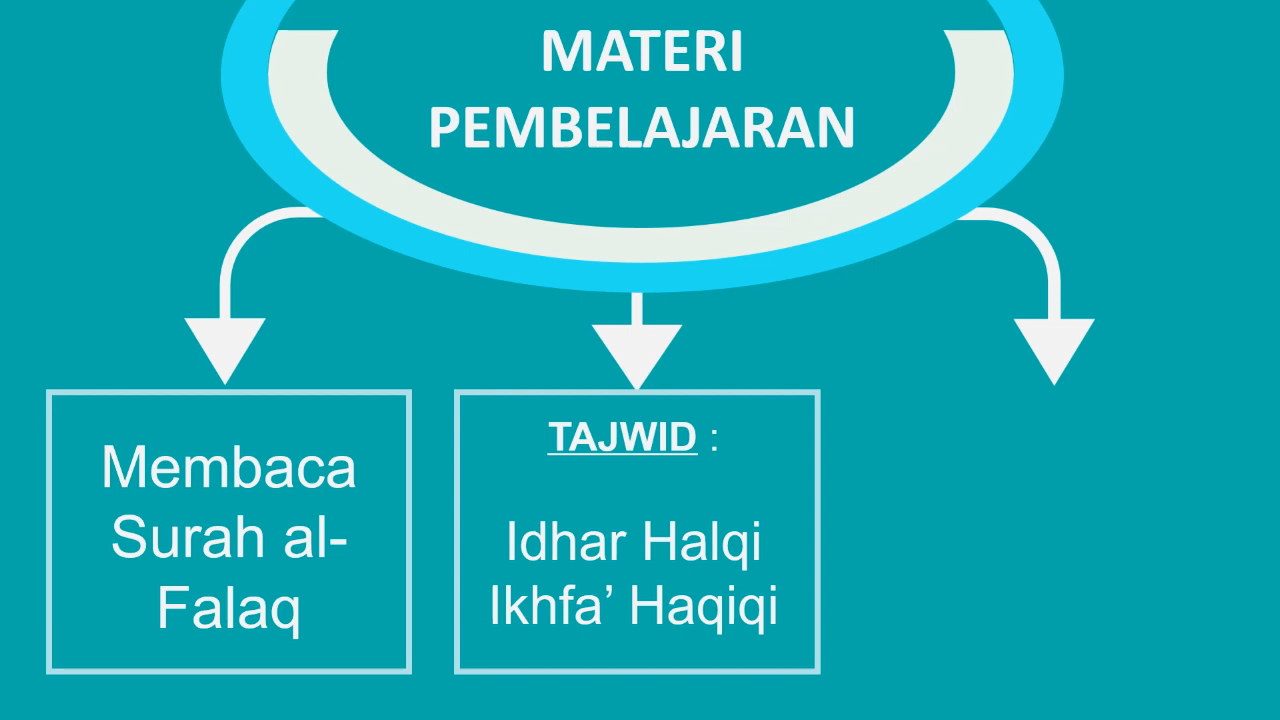 MATERI
PEMBELAJARAN
Membaca
Surah al-
Falaq
TAJWID :
Idhar Halqi
Ikhfa’ Haqiqi